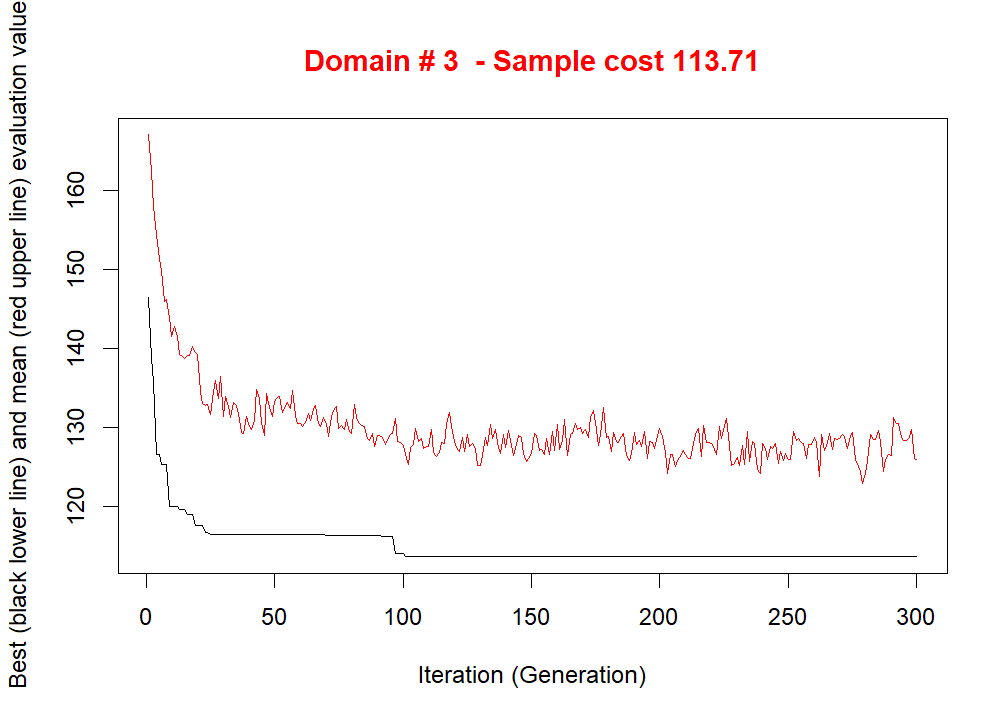 Domain # 3  - Sample cost 113.71
Best (black lower line) and mean (red upper line) evaluation value
160
150
140
130
120
0 50 100 150 200 250 300
Iteration (Generation)